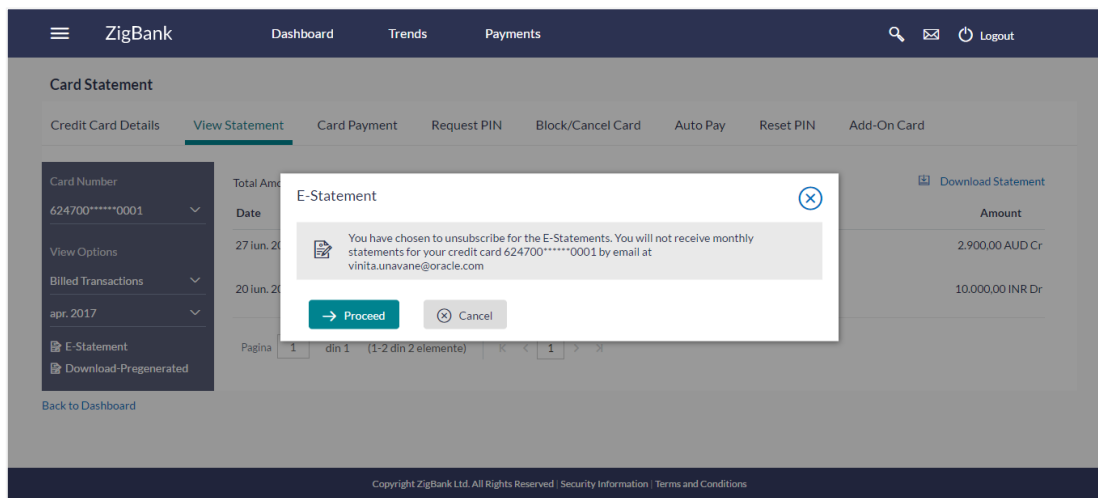 ZigBank Dashboard Trends Payments Logout
Card Statement
Credit Card Details View Statement Card Payment Request PIN Block/Cancel Card Auto Pay Reset PIN Add-On Card
Card Number
624700******0001
View Options
Billed Transactions
apr. 2017
E-Statement
Download-Pregenerated
Total Amo
Download Statement
Date Amount
27 iun. 20 2.900,00 AUD Cr
20 iun. 20 10.000,00 INR Dr
E-Statement
You have chosen to unsubscribe for the E-Statements. You will not receive monthly
statements for your credit card 624700******0001 by email at
vinita.unavane@oracle.com
Proceed Cancel
Pagina 1 din 1 (1-2 din 2 elemente) K < 1 > >|
Back to Dashboard
Copyright ZigBank Ltd. All Rights Reserved | Security Information | Terms and Conditions